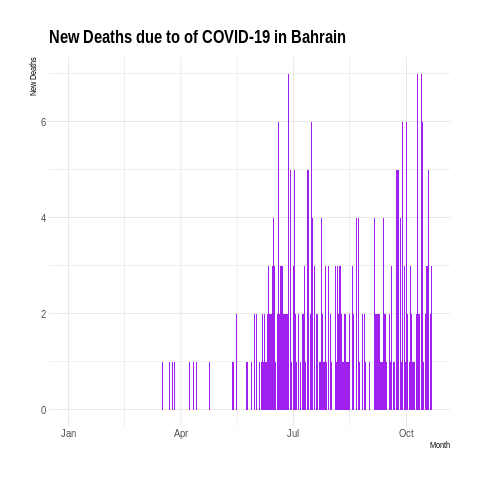 New Deaths due to of COVID-19 in Bahrain
New Deaths
6
4
2
0
Jan Apr Jul Oct
Month